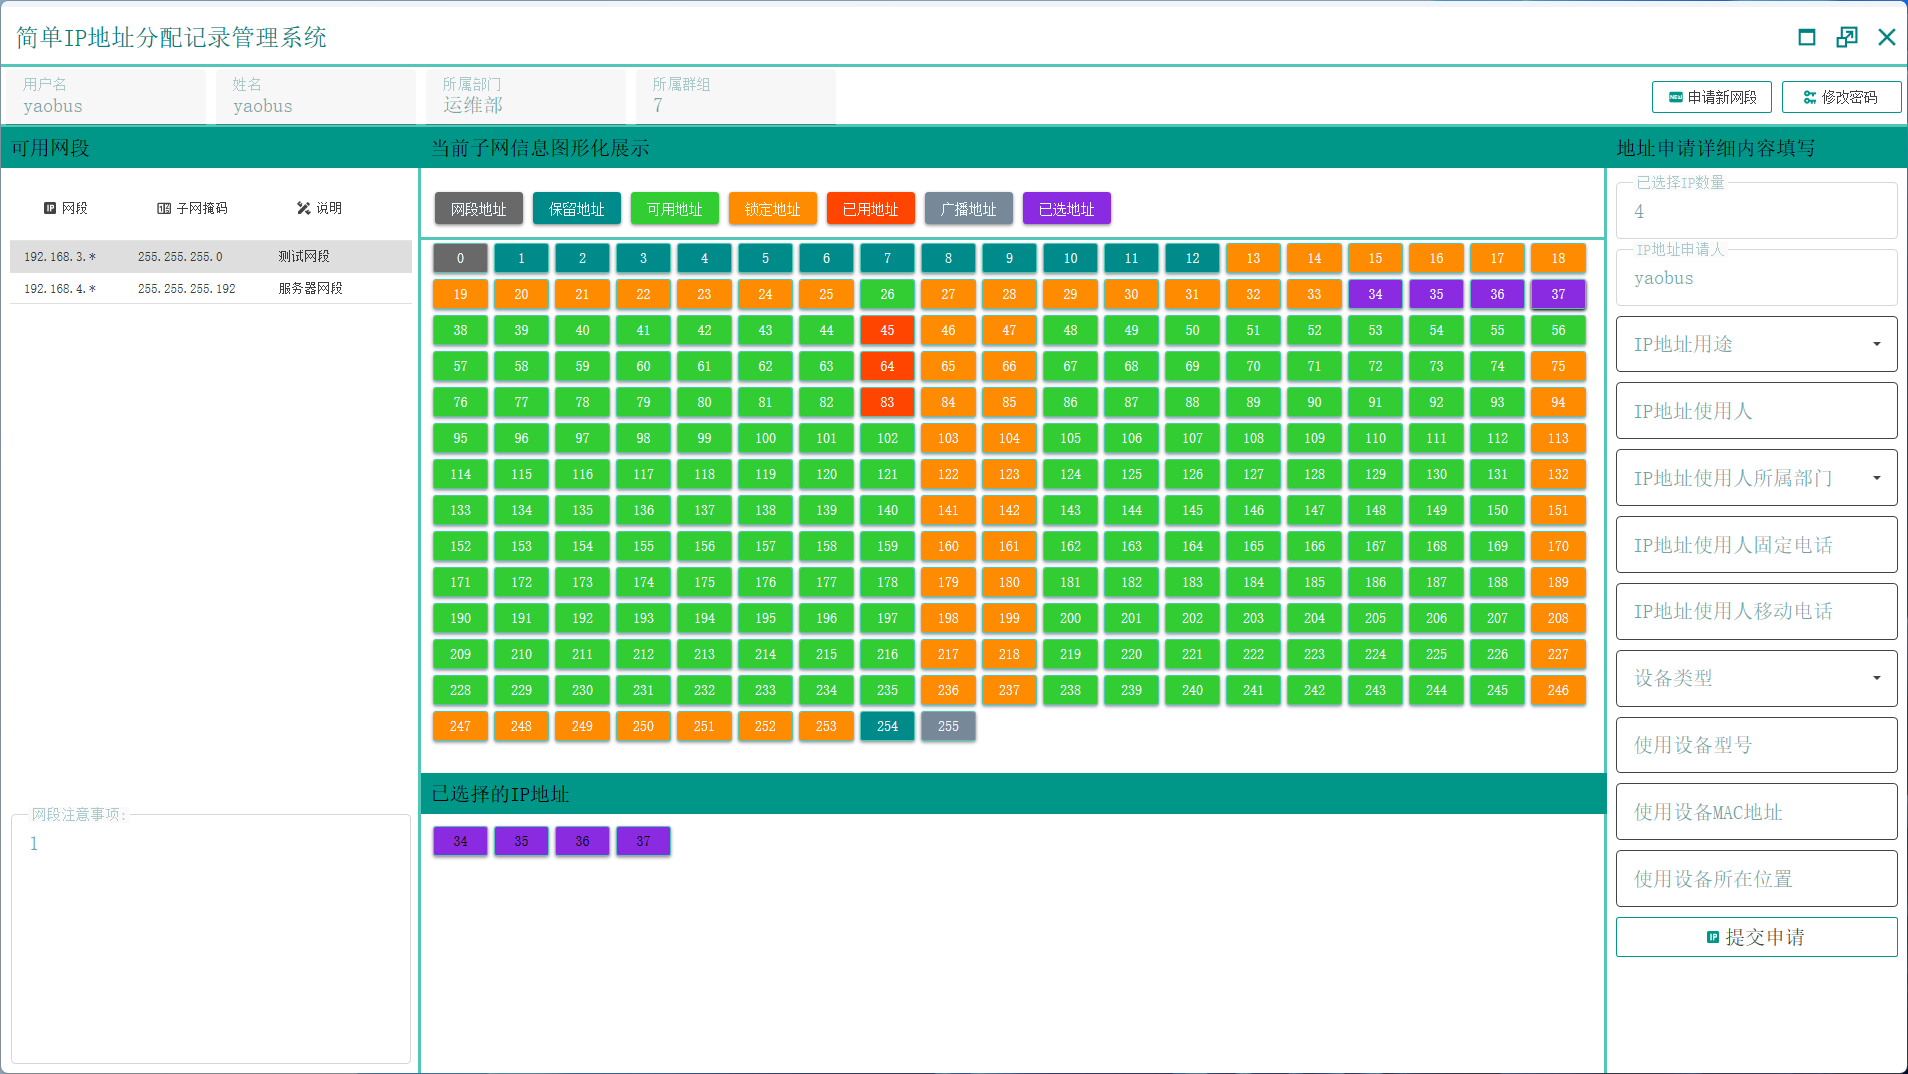 简单IP地址分配记录管理系统
用户名 姓名 所属部门 所属群组
yaobus yaobus 运维部 7
NEW 申请新网段 修改密码
可用网段
网段 子网掩码 说明
192.168.3.* 255.255.255.0 测试网段
192.168.4.* 255.255.255.192 服务器网段
网段注意事项:
1
当前子网信息图形化展示
网段地址 保留地址 可用地址 锁定地址 已用地址 广播地址 已选地址
0 1 2 3 4 5 6 7 8 9 10 11 12 13 14 15 16 17 18
19 20 21 22 23 24 25 26 27 28 29 30 31 32 33 34 35 36 37
38 39 40 41 42 43 44 45 46 47 48 49 50 51 52 53 54 55 56
57 58 59 60 61 62 63 64 65 66 67 68 69 70 71 72 73 74 75
76 77 78 79 80 81 82 83 84 85 86 87 88 89 90 91 92 93 94
95 96 97 98 99 100 101 102 103 104 105 106 107 108 109 110 111 112 113
114 115 116 117 118 119 120 121 122 123 124 125 126 127 128 129 130 131 132
133 134 135 136 137 138 139 140 141 142 143 144 145 146 147 148 149 150 151
152 153 154 155 156 157 158 159 160 161 162 163 164 165 166 167 168 169 170
171 172 173 174 175 176 177 178 179 180 181 182 183 184 185 186 187 188 189
190 191 192 193 194 195 196 197 198 199 200 201 202 203 204 205 206 207 208
209 210 211 212 213 214 215 216 217 218 219 220 221 222 223 224 225 226 227
228 229 230 231 232 233 234 235 236 237 238 239 240 241 242 243 244 245 246
247 248 249 250 251 252 253 254 255
已选择的IP地址
34 35 36 37
地址申请详细内容填写
已选择IP数量
4
IP地址申请人
yaobus
IP地址用途
IP地址使用人
IP地址使用人所属部门
IP地址使用人固定电话
IP地址使用人移动电话
设备类型
使用设备型号
使用设备MAC地址
使用设备所在位置
IP 提交申请